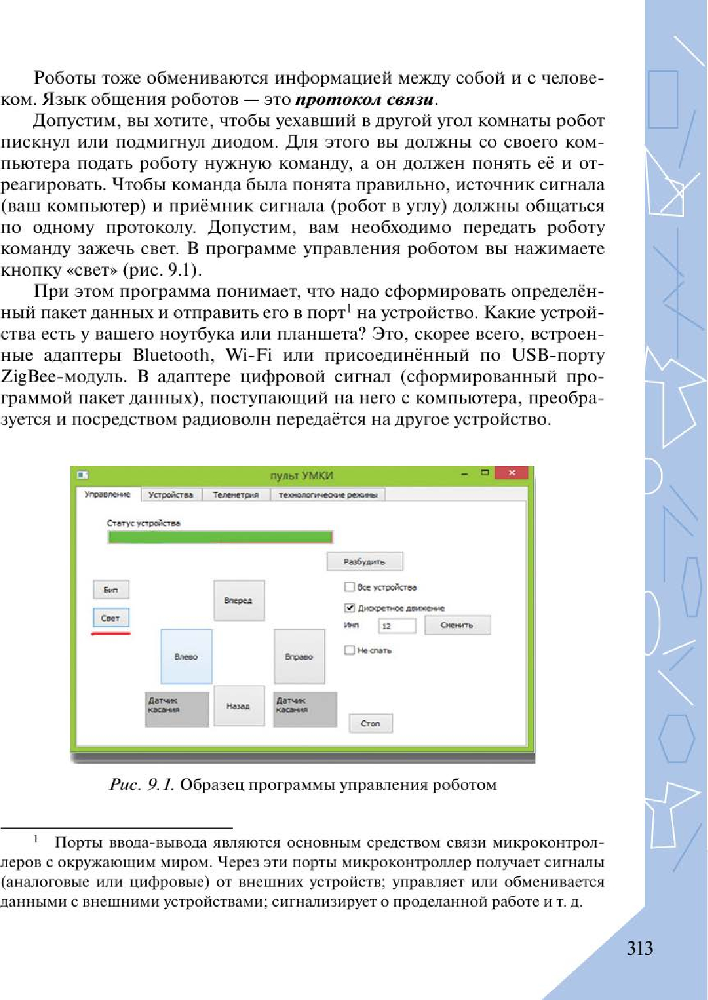 Роботы тоже обмениваются информацией между собой и с челове-
ком. Язык общения роботов — это протокол связи.
Допустим, вы хотите, чтобы уехавший в другой угол комнаты робот
пискнул или подмигнул диодом. Для этого вы должны со своего ком-
пьютера подать роботу нужную команду, а он должен понять её и от-
реагировать. Чтобы команда была понята правильно, источник сигнала
(ваш компьютер) и приёмник сигнала (робот в углу) должны общаться
по одному протоколу. Допустим, вам необходимо передать роботу
команду зажечь свет. В программе управления роботом вы нажимаете
кнопку «свет» (рис. 9.1).
При этом программа понимает, что надо сформировать определён-
ный пакет данных и отправить его в порт¹ на устройство. Какие устрой-
ства есть у вашего ноутбука или планшета? Это, скорее всего, встроен-
ные адаптеры Bluetooth, Wi-Fi или присоединённый по USB-порту
ZigBee-модуль. В адаптере цифровой сигнал (сформированный про-
граммой пакет данных), поступающий на него с компьютера, преобра-
зуется и посредством радиоволн передаётся на другое устройство.
пульт УМКИ
Управление Устройства Телеметрия технологические режимы
Статус устройства
Разбудить
Бип
Вперед
Все устройства
Свет
Дискретное движение
Имп 12 Сменить
Влево
Вправо
Не спать
Датчик
касания
Назад
Датчик
касания
Стоп
Рис. 9.1. Образец программы управления роботом
¹ Порты ввода-вывода являются основным средством связи микроконтрол-
леров с окружающим миром. Через эти порты микроконтроллер получает сигналы
(аналоговые или цифровые) от внешних устройств; управляет или обменивается
данными с внешними устройствами; сигнализирует о проделанной работе и т. д.
313